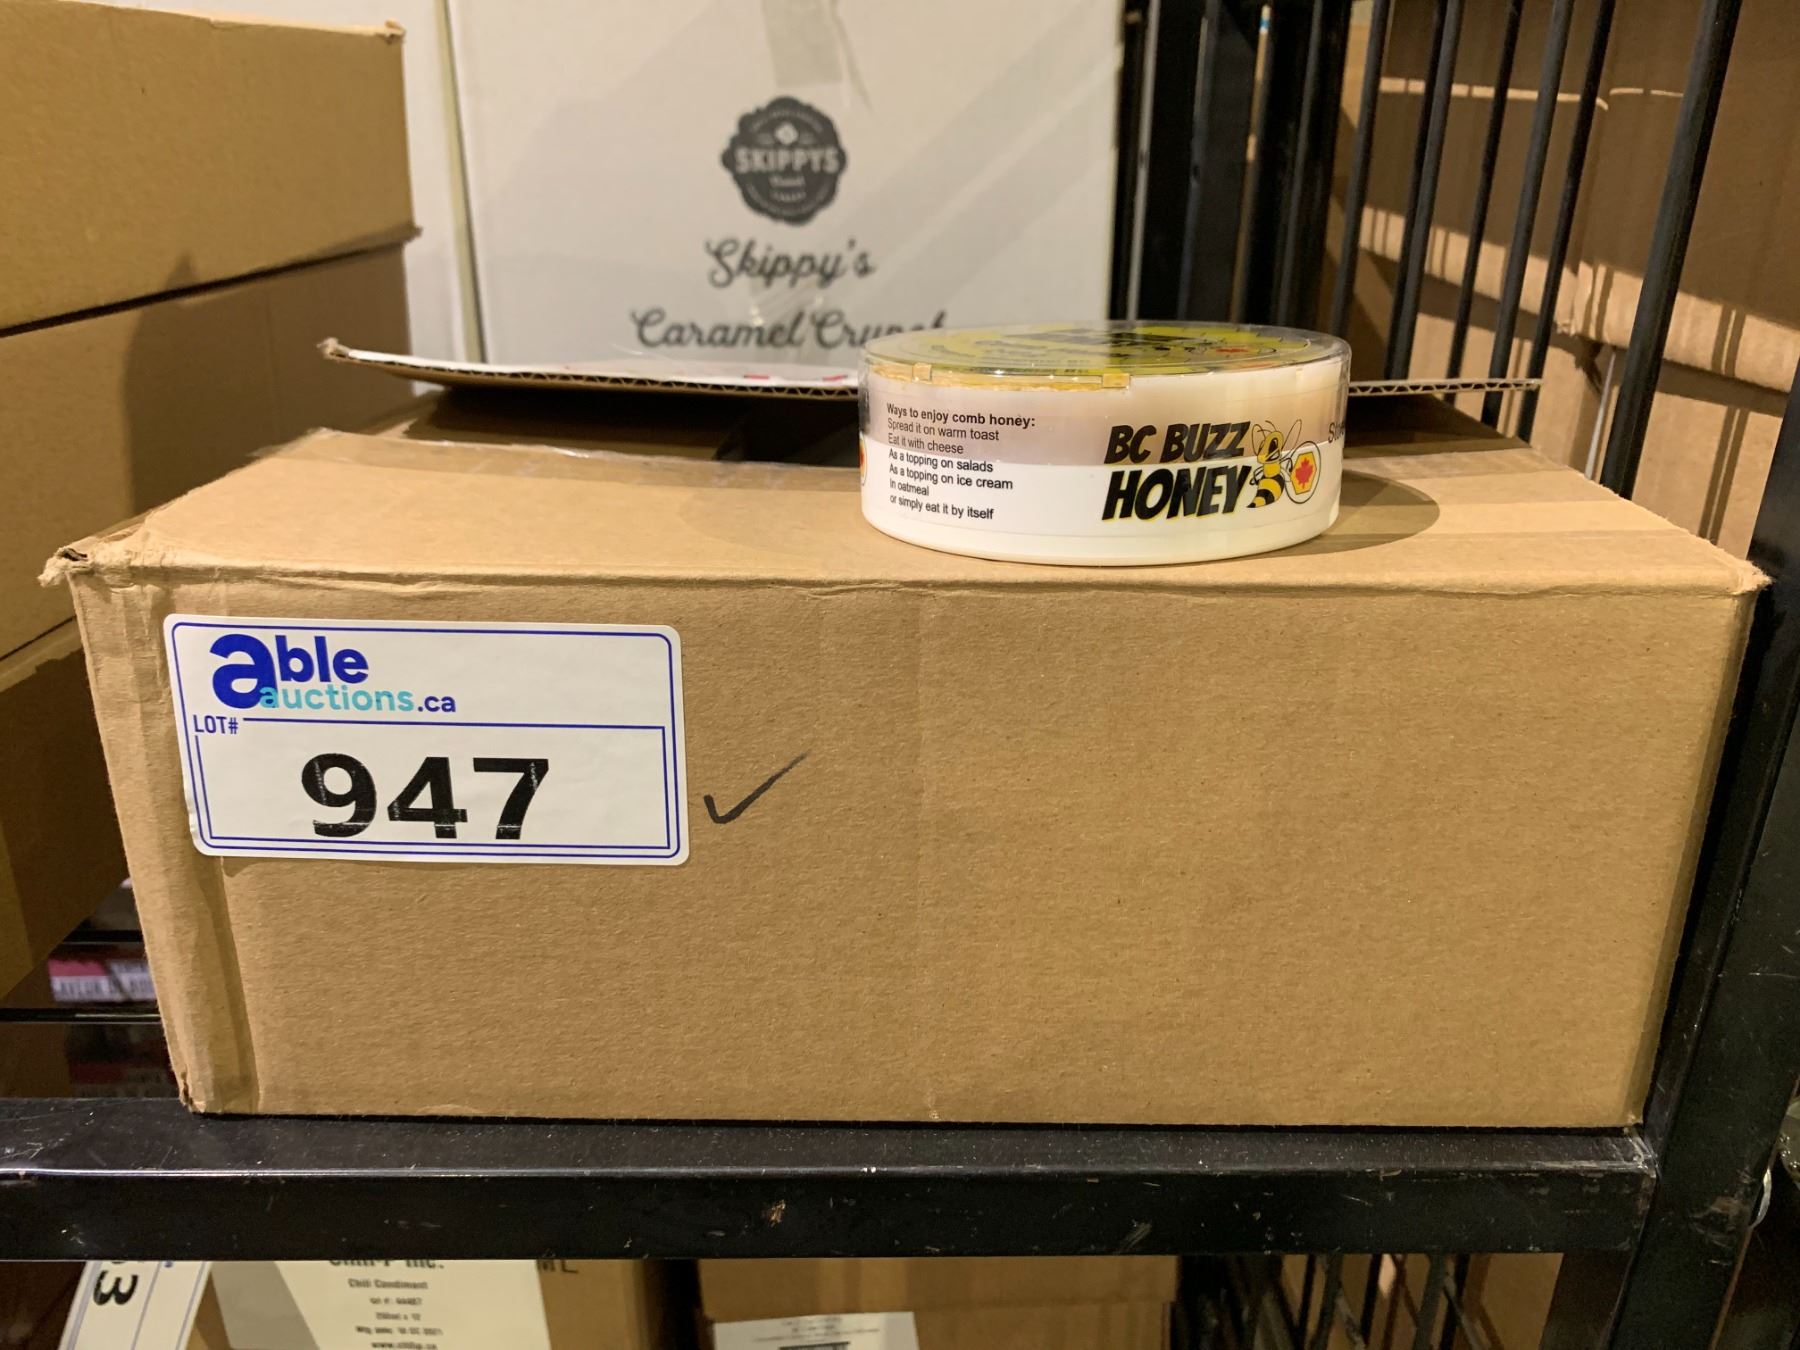 SKIPPYS
Skippy's
Caramel Crunch
Ways to enjoy comb honey:
Spread it on warm toast
Eat it with cheese
As a topping on salads
As a topping on ice cream
In oatmeal
or simply eat it by itself
BC BUZZ
HONEY
able
auctions.ca
LOT#
947
Chili Condiment